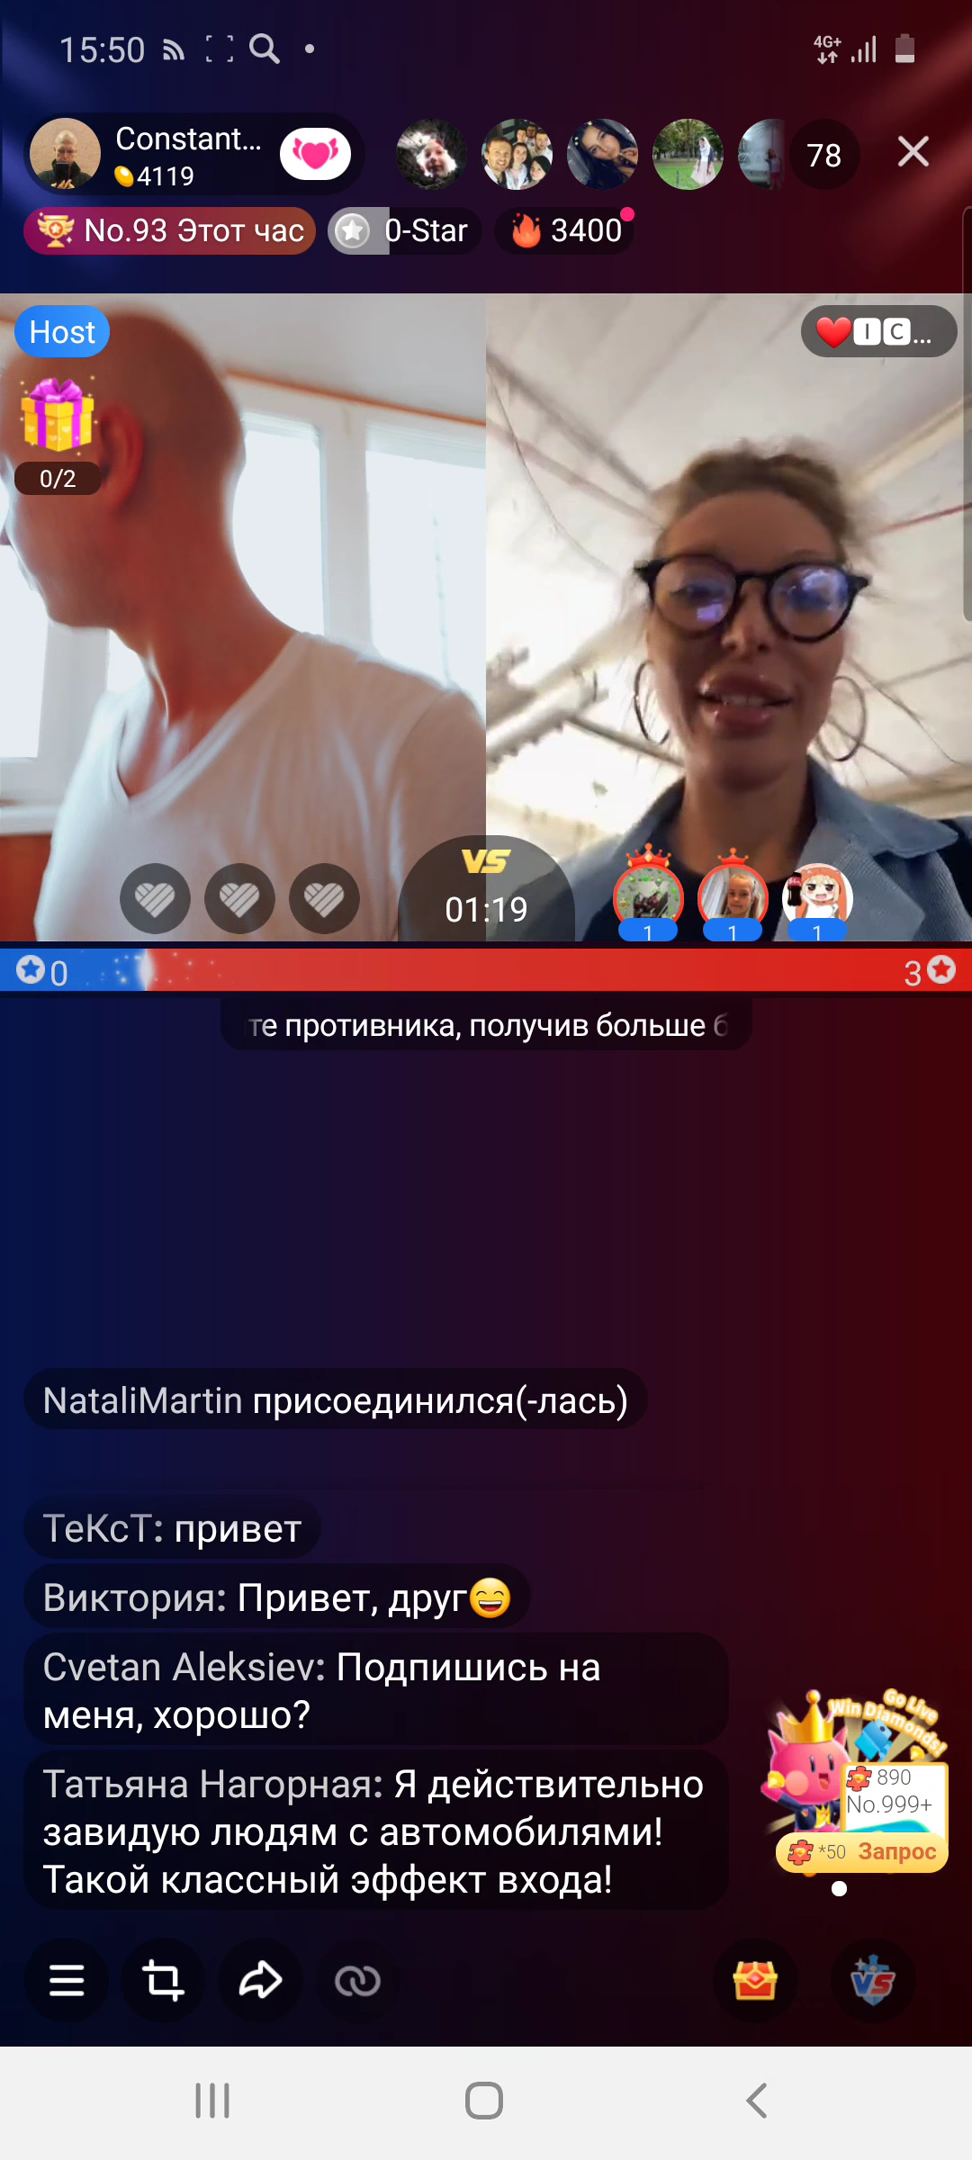 15:50
4G+
Constant...
4119
78
No.93 Этот час
0-Star
3400
Host
I C ...
0/2
VS
01:19
1
1
1
0
3
те противника, получив больше б
NataliMartin присоединился(-лась)
ТеКсТ: привет
Виктория: Привет, друг😄
Cvetan Aleksiev: Подпишись на
меня, хорошо?
Татьяна Нагорная: Я действительно
завидую людям с автомобилями!
Такой классный эффект входа!
Go Live
Win Diamonds!
890
No.999+
*50 Запрос
VS